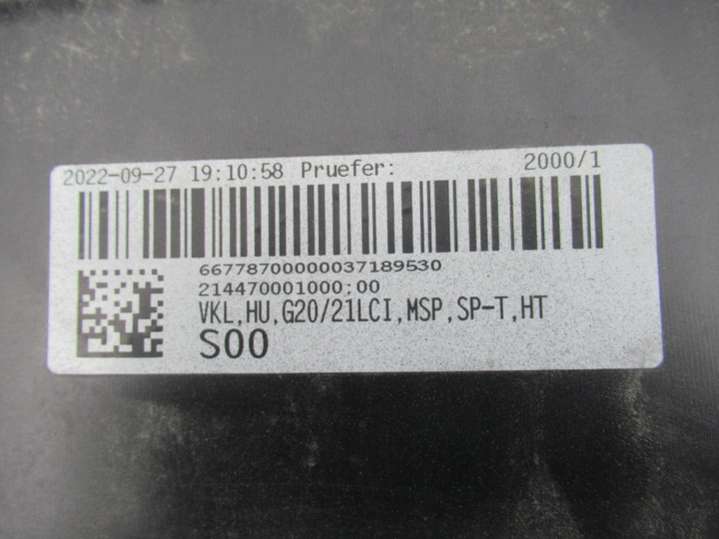 2022-09-27 19:10:58 Pruefer: 2000/1
66778700000037189530
214470001000;00
VKL,HU,G20/21LCI,MSP,SP-T,HT
S00